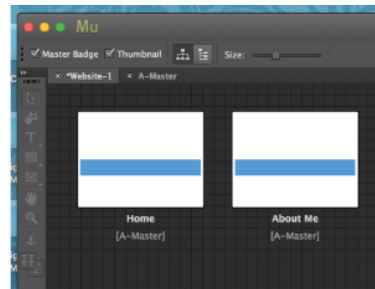 Mu
Master Badge Thumbnail Size:
× *Website-1 × A-Master
Home About Me
[A-Master] [A-Master]